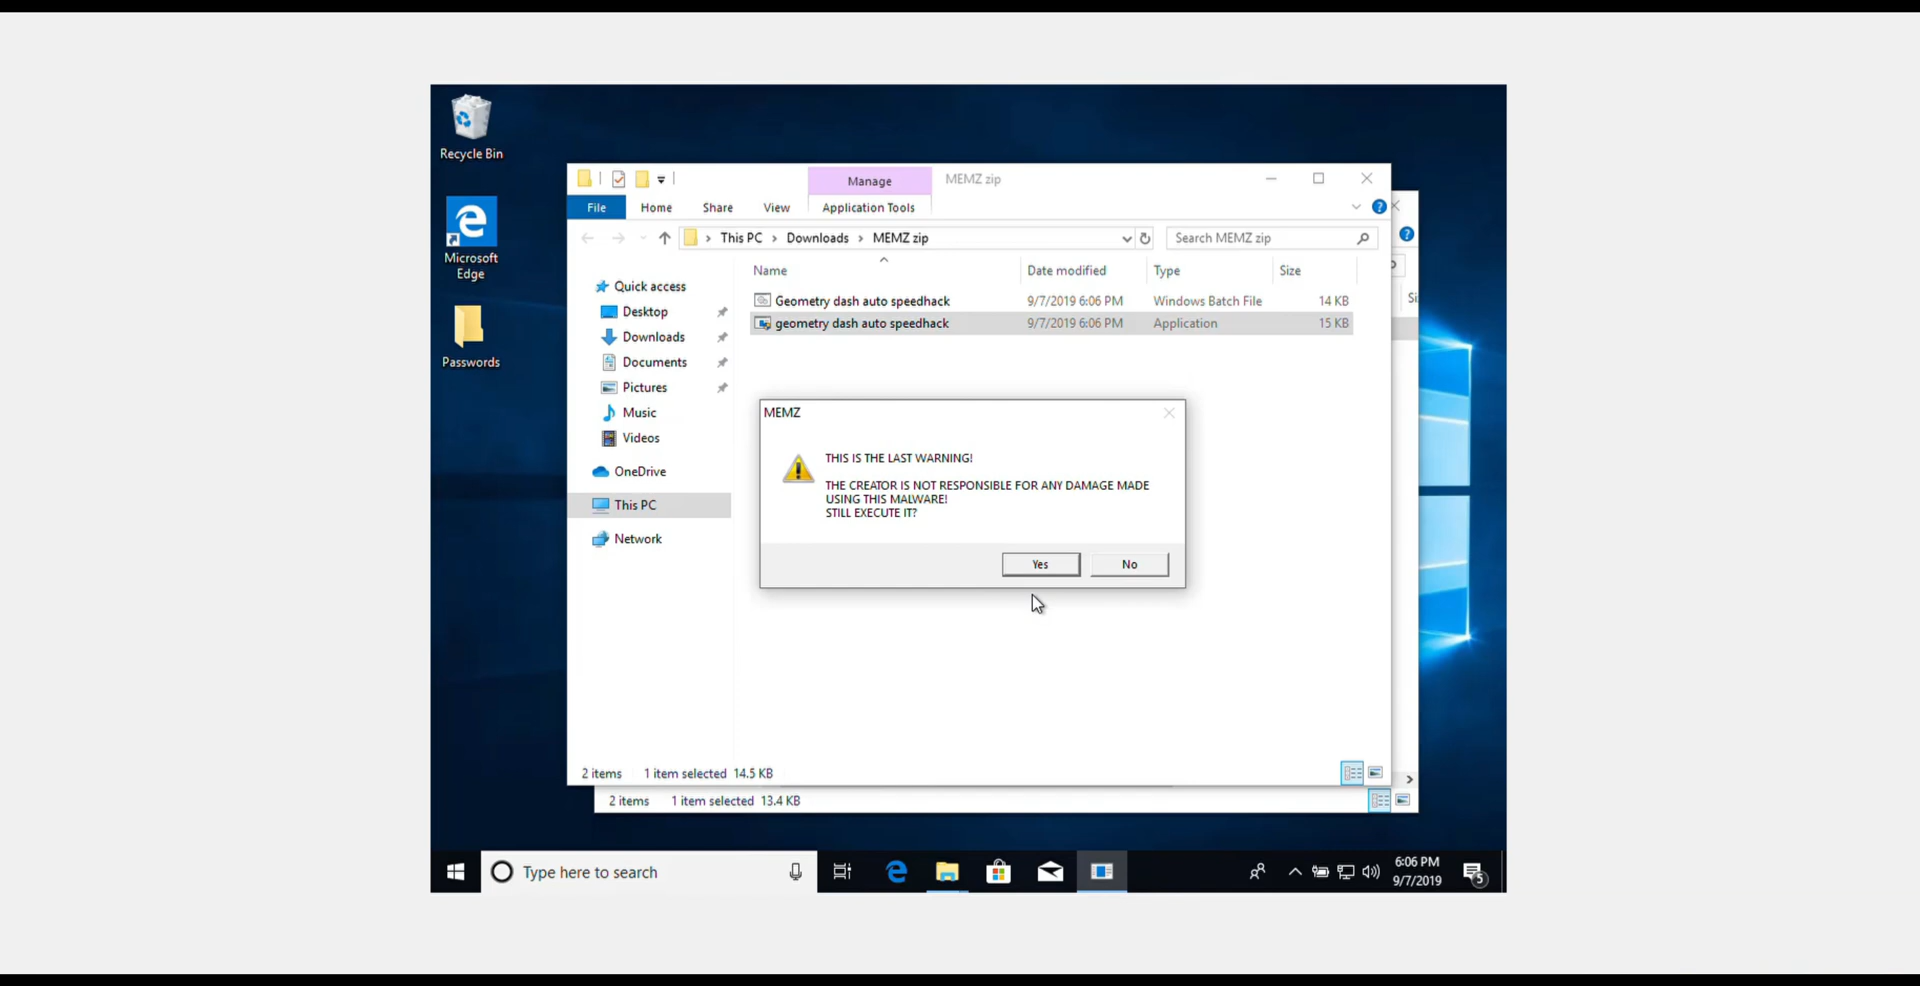 Recycle Bin
Microsoft
Edge
Passwords
Manage
MEMZ zip
File
Home
Share
View
Application Tools
This PC
Downloads
MEMZ zip
Search MEMZ zip
Name
Date modified
Type
Size
Geometry dash auto speedhack
9/7/2019 6:06 PM
Windows Batch File
14 KB
geometry dash auto speedhack
9/7/2019 6:06 PM
Application
15 KB
Si
Quick access
Desktop
Downloads
Documents
Pictures
Music
Videos
OneDrive
This PC
Network
MEMZ
THIS IS THE LAST WARNING!
THE CREATOR IS NOT RESPONSIBLE FOR ANY DAMAGE MADE
USING THIS MALWARE!
STILL EXECUTE IT?
Yes
No
2 items
1 item selected 14.5 KB
2 items
1 item selected 13.4 KB
Type here to search
6:06 PM
9/7/2019
5